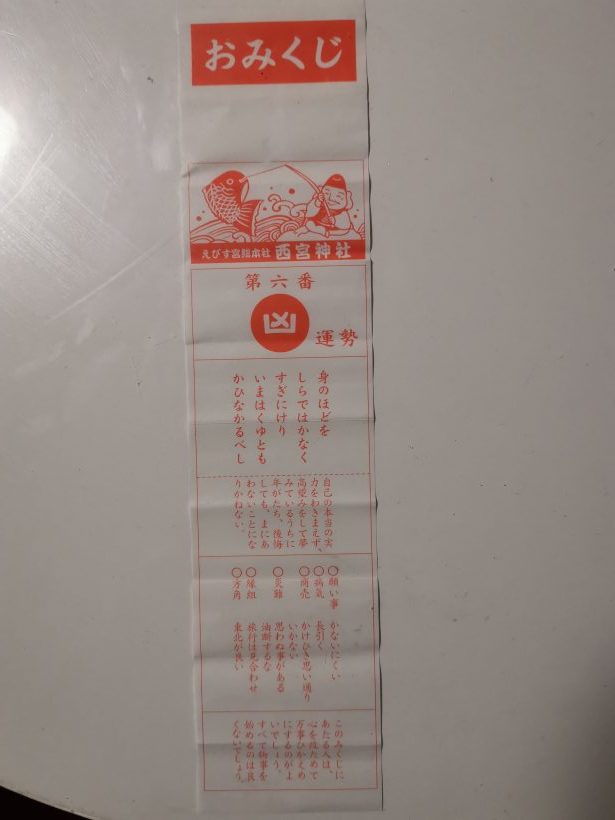 おみくじ
えびす宮総本社 西宮神社
第六番
凶 運勢
身のほどを
しらではかなく
すぎにけり
いまはくゆとも
かひなかるべし
自己の本当の実
力をわきまえず、
高望みをして夢
みているうちに
年がたち、後悔
しても、まにあ
わないことにな
りかねない。
○願い事 かないにくい
○病気 長引く
○商売 かけひき思い通り
いかない
○災難 思わぬ事がある
油断するな
○縁組 旅行は見合わせ
○方角 東北が良い
このみくじに
あたる人は、
心を改ためて
万事ひかえめ
にするのがよ
いでしょう。
すべて物事を
始めるのは良
くないでしょう。